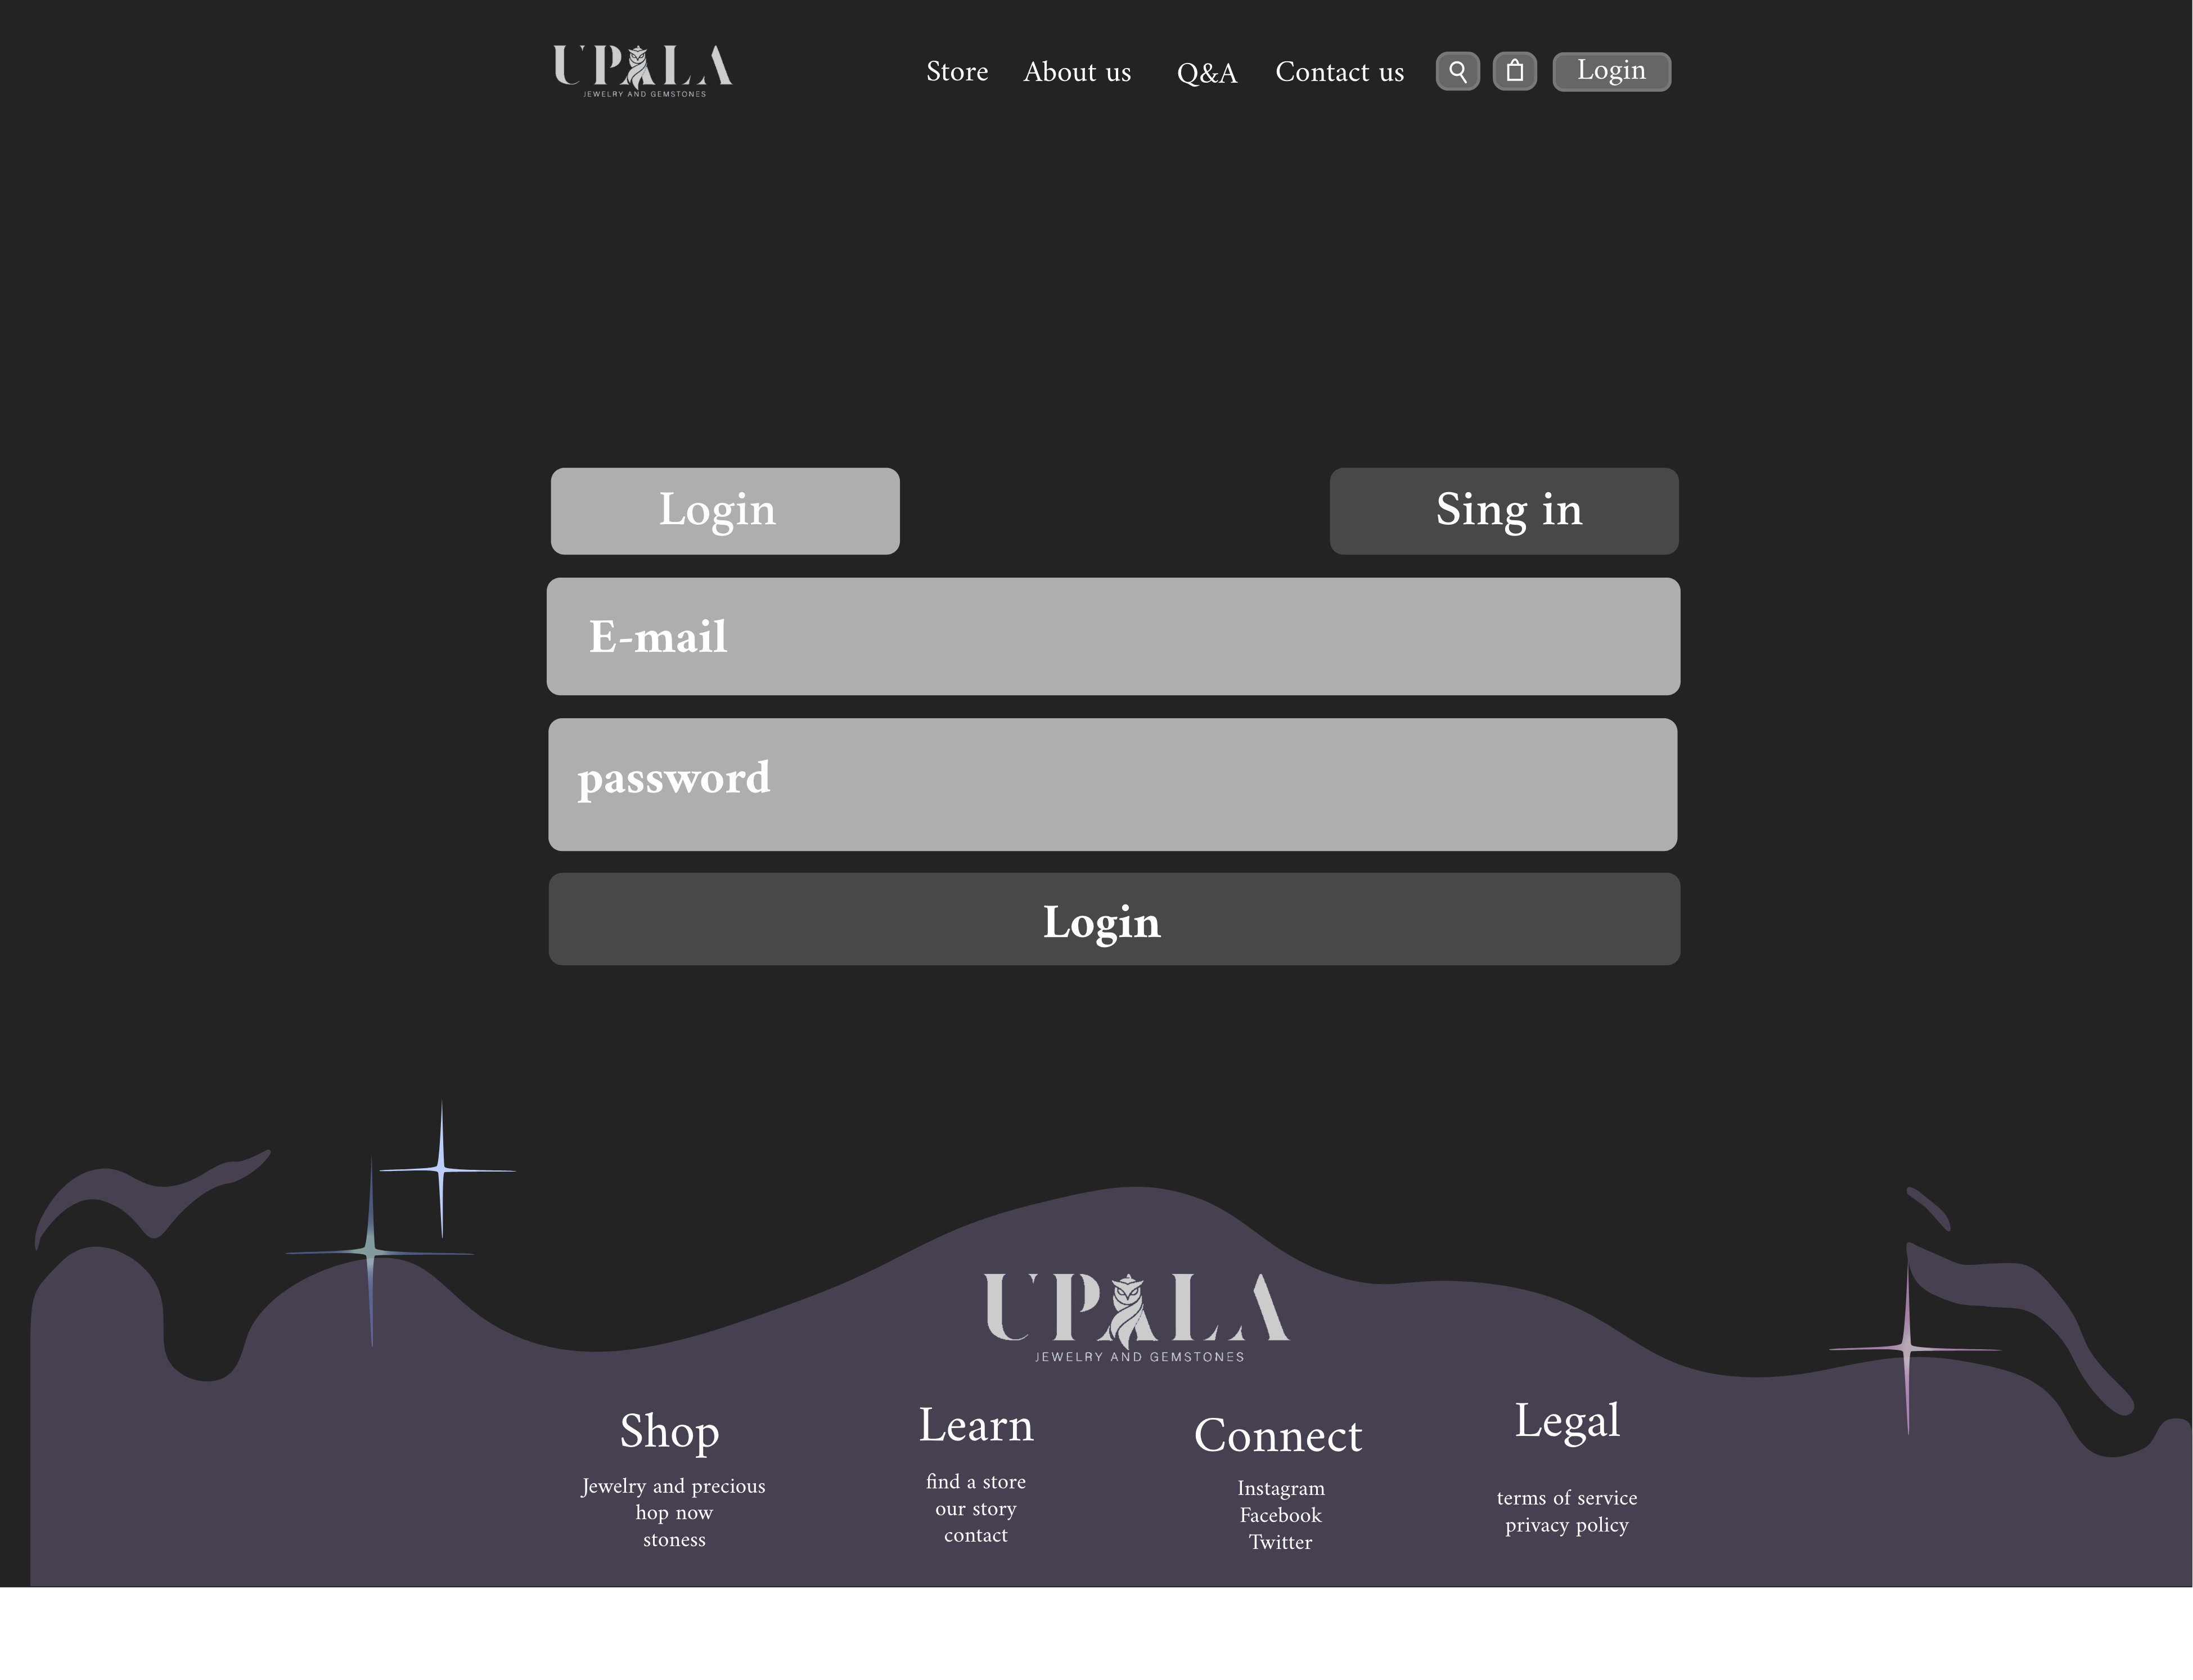 UPALA
JEWELRY AND GEMSTONES
Store About us Q&A Contact us Login
Login Sing in
E-mail
password
Login
UPALA
JEWELRY AND GEMSTONES
Shop
Jewelry and precious
hop now
stoness
Learn
find a store
our story
contact
Connect
Instagram
Facebook
Twitter
Legal
terms of service
privacy policy